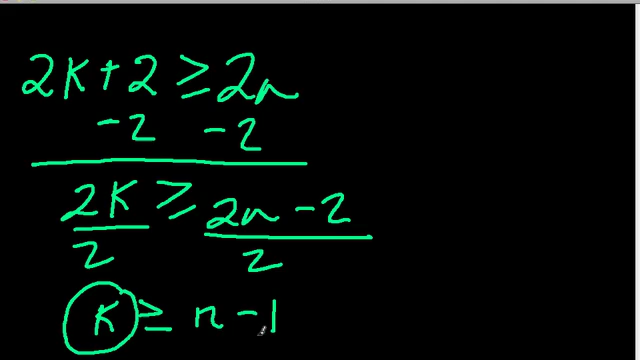 2K+2 ≥ 2n
-2 -2
2K ≥ 2n - 2
2 2
K ≥ n - 1